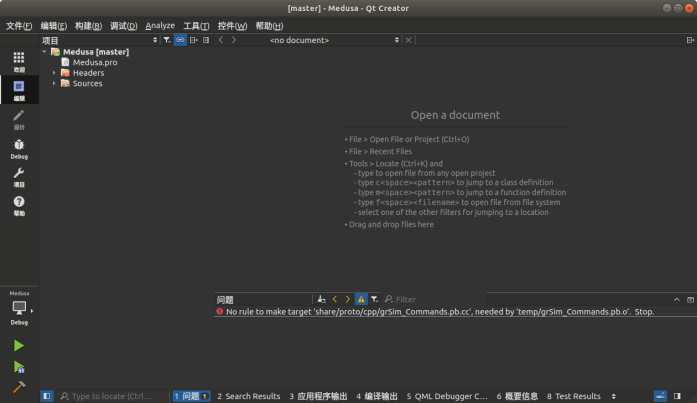 [master] - Medusa - Qt Creator
文件(F) 编辑(E) 构建(B) 调试(D) Analyze 工具(T) 控件(W) 帮助(H)
项目
<no document>
欢迎
编辑
设计
Debug
项目
帮助
Medusa [master]
Medusa.pro
Headers
Sources
Open a document
• File > Open File or Project (Ctrl+O)
• File > Recent Files
• Tools > Locate (Ctrl+K) and
- type to open file from any open project
- type c<space><pattern> to jump to a class definition
- type m<space><pattern> to jump to a function definition
- type f<space><filename> to open file from file system
- select one of the other filters for jumping to a location
• Drag and drop files here
Medusa
Debug
问题
Filter
No rule to make target 'share/proto/cpp/grSim_Commands.pb.cc', needed by 'temp/grSim_Commands.pb.o'. Stop.
Type to locate (Ctrl...
1 问题 1
2 Search Results
3 应用程序输出
4 编译输出
5 QML Debugger C...
6 概要信息
8 Test Results